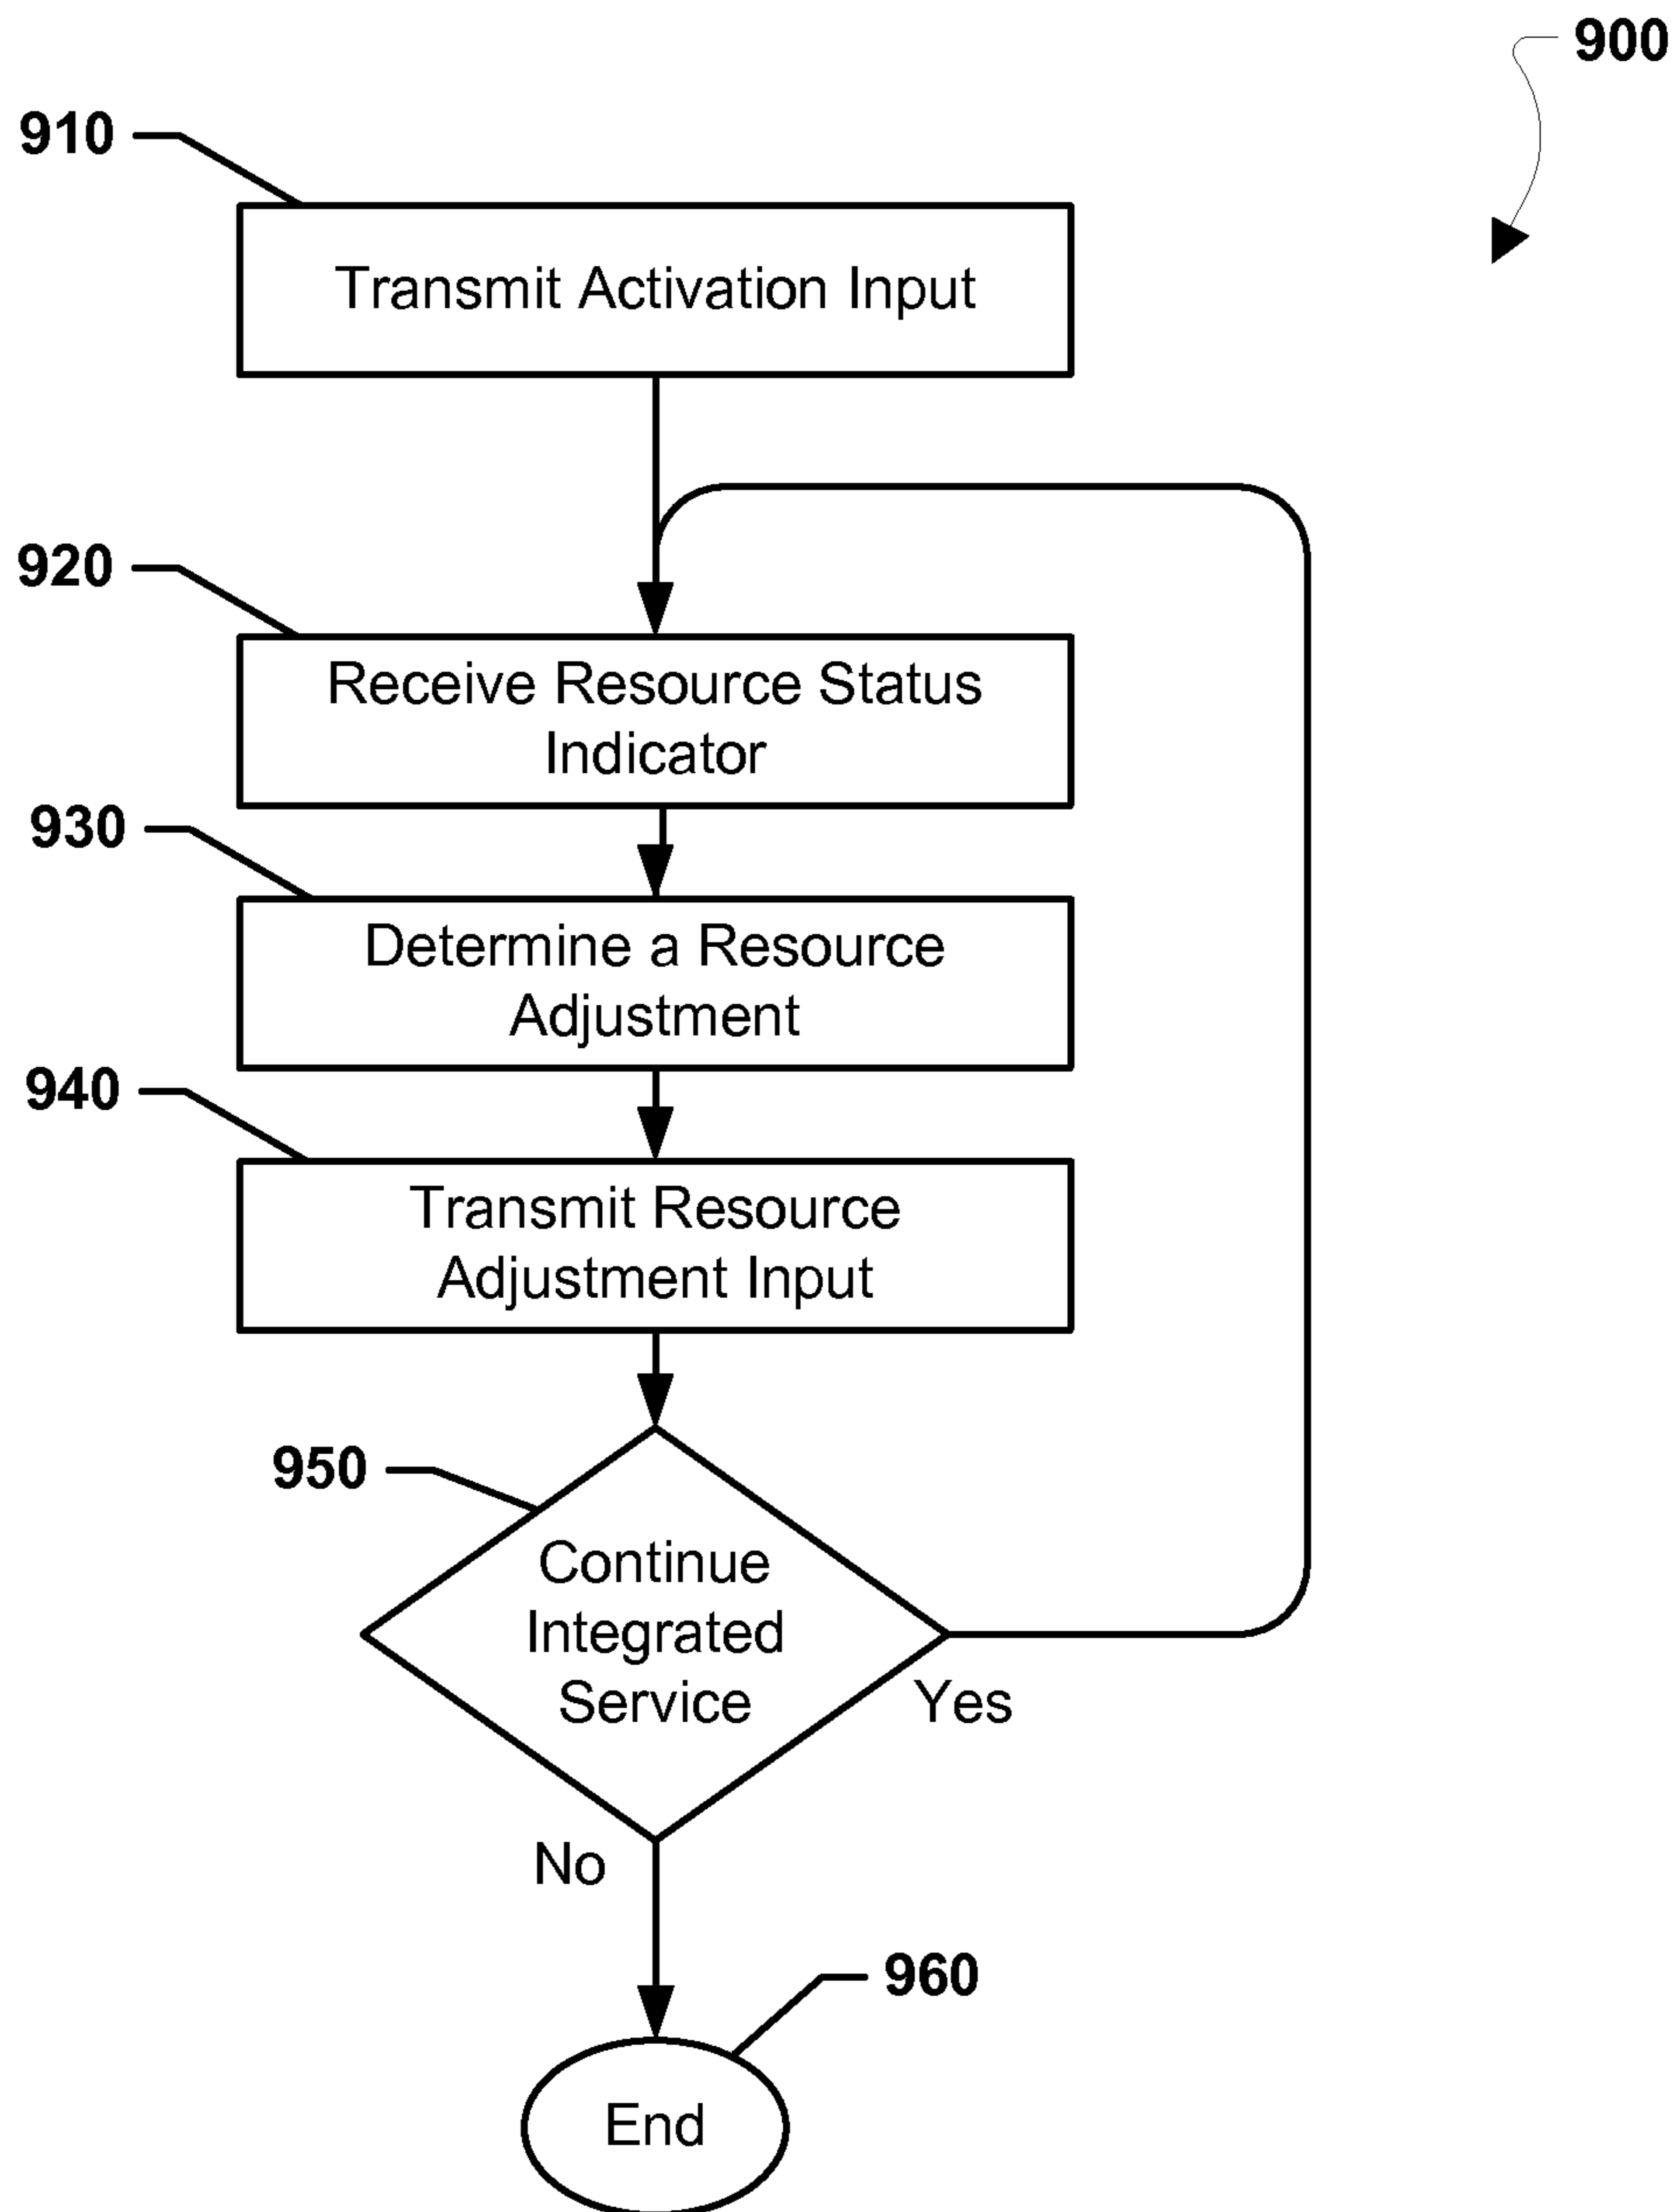 900
910
Transmit Activation Input
920
Receive Resource Status
Indicator
930
Determine a Resource
Adjustment
940
Transmit Resource
Adjustment Input
950
Continue
Integrated
Service
Yes
No
960
End